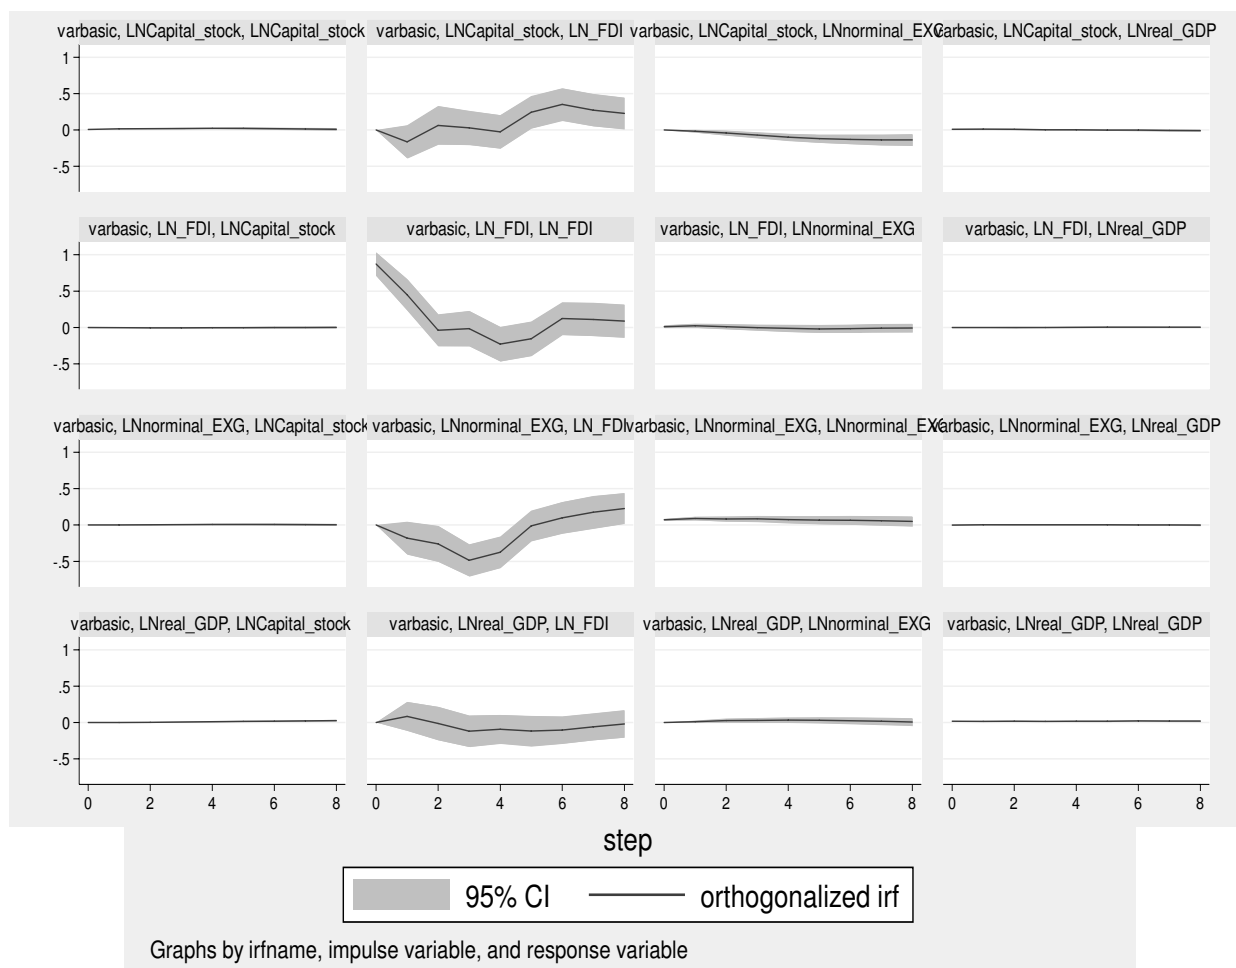 varbasic, LNCapital_stock, LNCapital_stock
varbasic, LNCapital_stock, LN_FDI
varbasic, LNCapital_stock, LNnorminal_EXG
varbasic, LNCapital_stock, LNreal_GDP
1
.5
0
-.5
varbasic, LN_FDI, LNCapital_stock
varbasic, LN_FDI, LN_FDI
varbasic, LN_FDI, LNnorminal_EXG
varbasic, LN_FDI, LNreal_GDP
1
.5
0
-.5
varbasic, LNnorminal_EXG, LNCapital_stock
varbasic, LNnorminal_EXG, LN_FDI
varbasic, LNnorminal_EXG, LNnorminal_EXG
varbasic, LNnorminal_EXG, LNreal_GDP
1
.5
0
-.5
varbasic, LNreal_GDP, LNCapital_stock
varbasic, LNreal_GDP, LN_FDI
varbasic, LNreal_GDP, LNnorminal_EXG
varbasic, LNreal_GDP, LNreal_GDP
1
.5
0
-.5
0 2 4 6 8
0 2 4 6 8
0 2 4 6 8
0 2 4 6 8
step
95% CI
orthogonalized irf
Graphs by irfname, impulse variable, and response variable